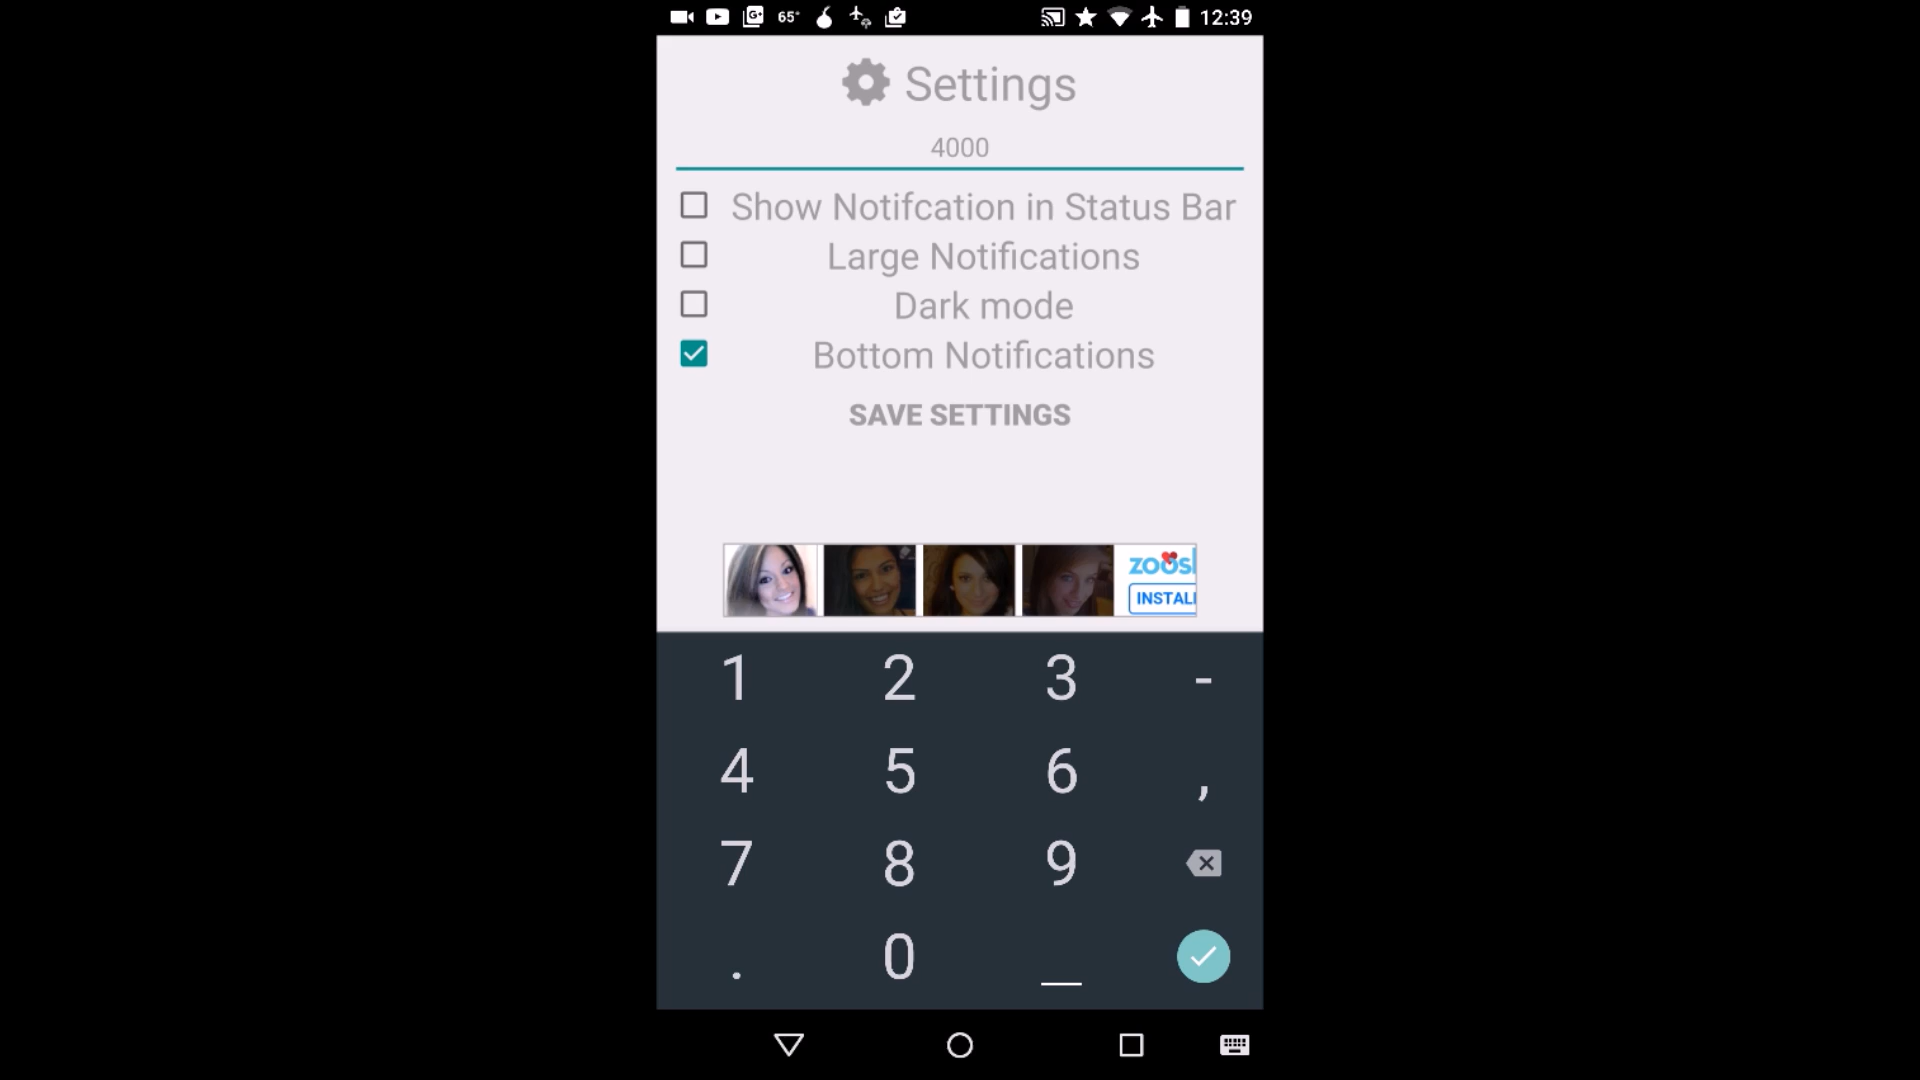 G+ 65° 12:39
Settings
4000
Show Notifcation in Status Bar
Large Notifications
Dark mode
Bottom Notifications
SAVE SETTINGS
zoos
INSTAL
1 2 3 -
4 5 6 ,
7 8 9
. 0 _